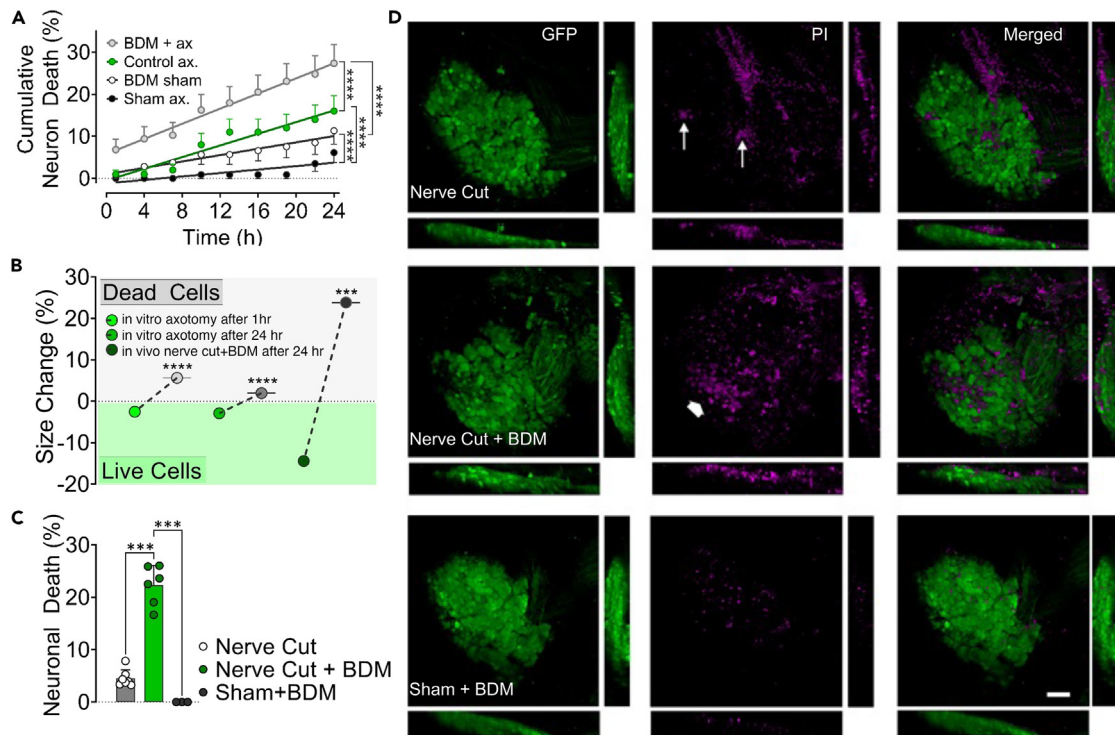 A
Cumulative
Neuron Death (%)
30
20
10
0
BDM + ax
Control ax.
BDM sham
Sham ax.
****
****
****
****
0 4 8 12 16 20 24
Time (h)
B
Size Change (%)
30
20
10
0
-10
-20
Dead Cells
in vitro axotomy after 1hr
in vitro axotomy after 24 hr
in vivo nerve cut+BDM after 24 hr
****
****
***
Live Cells
C
Neuronal Death (%)
30
20
10
0
***
***
Nerve Cut
Nerve Cut + BDM
Sham+BDM
D
GFP
PI
Merged
Nerve Cut
Nerve Cut + BDM
Sham + BDM